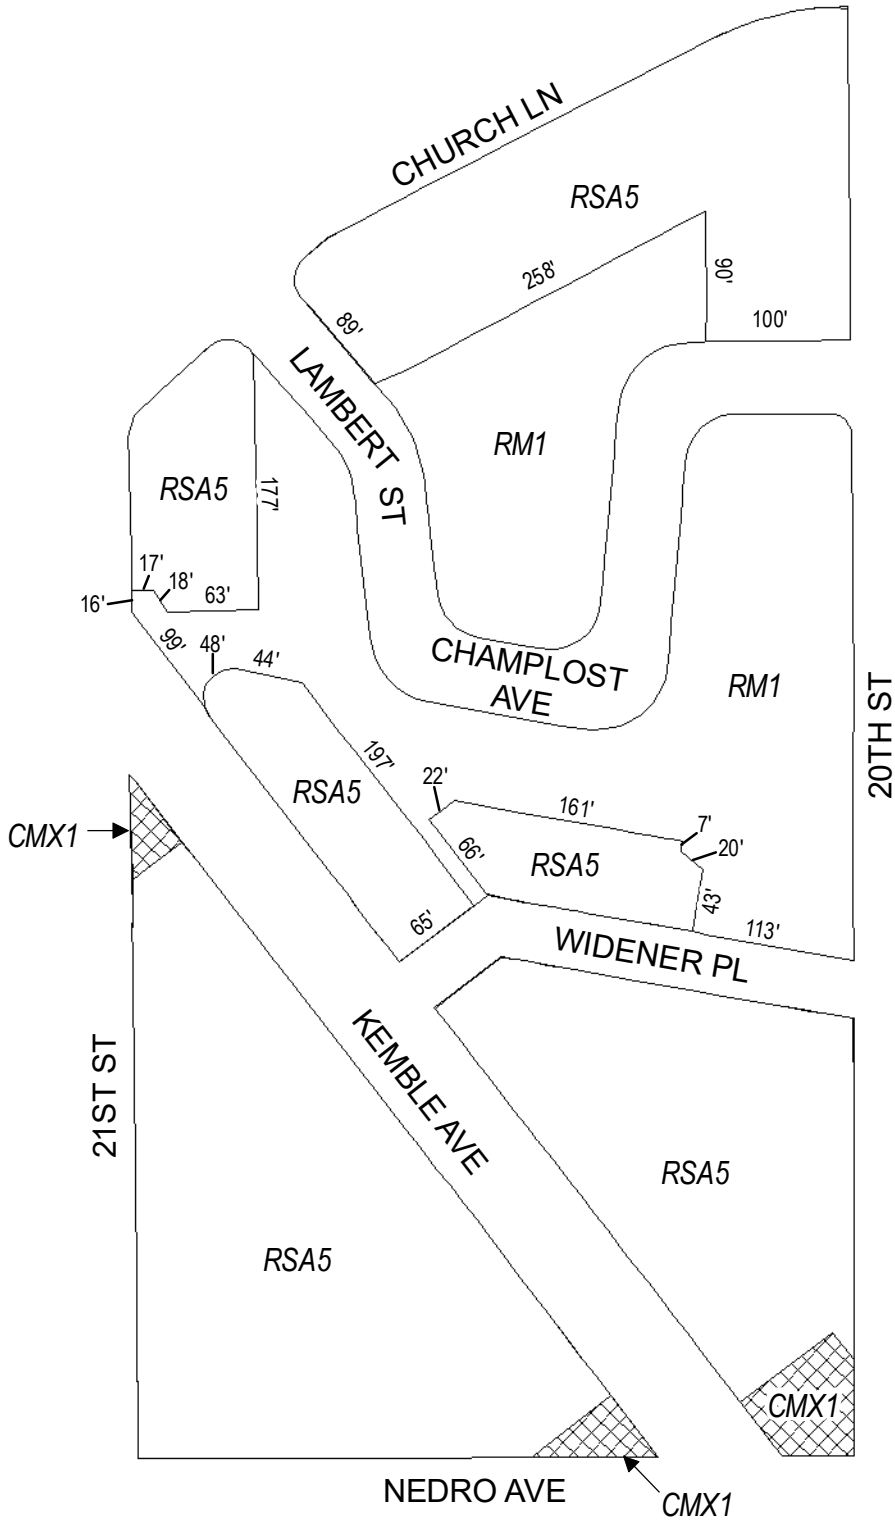 CHURCH LN
RSA5
258'
90'
100'
89'
LAMBERT ST
RM1
RSA5
177'
17'
18'
63'
16'
99'
48'
44'
CHAMPLOST
AVE
RM1
20TH ST
197'
RSA5
22'
161'
7'
20'
CMX1
66'
RSA5
43'
65'
113'
WIDENER PL
21ST ST
KEMBLE AVE
RSA5
RSA5
CMX1
NEDRO AVE
CMX1